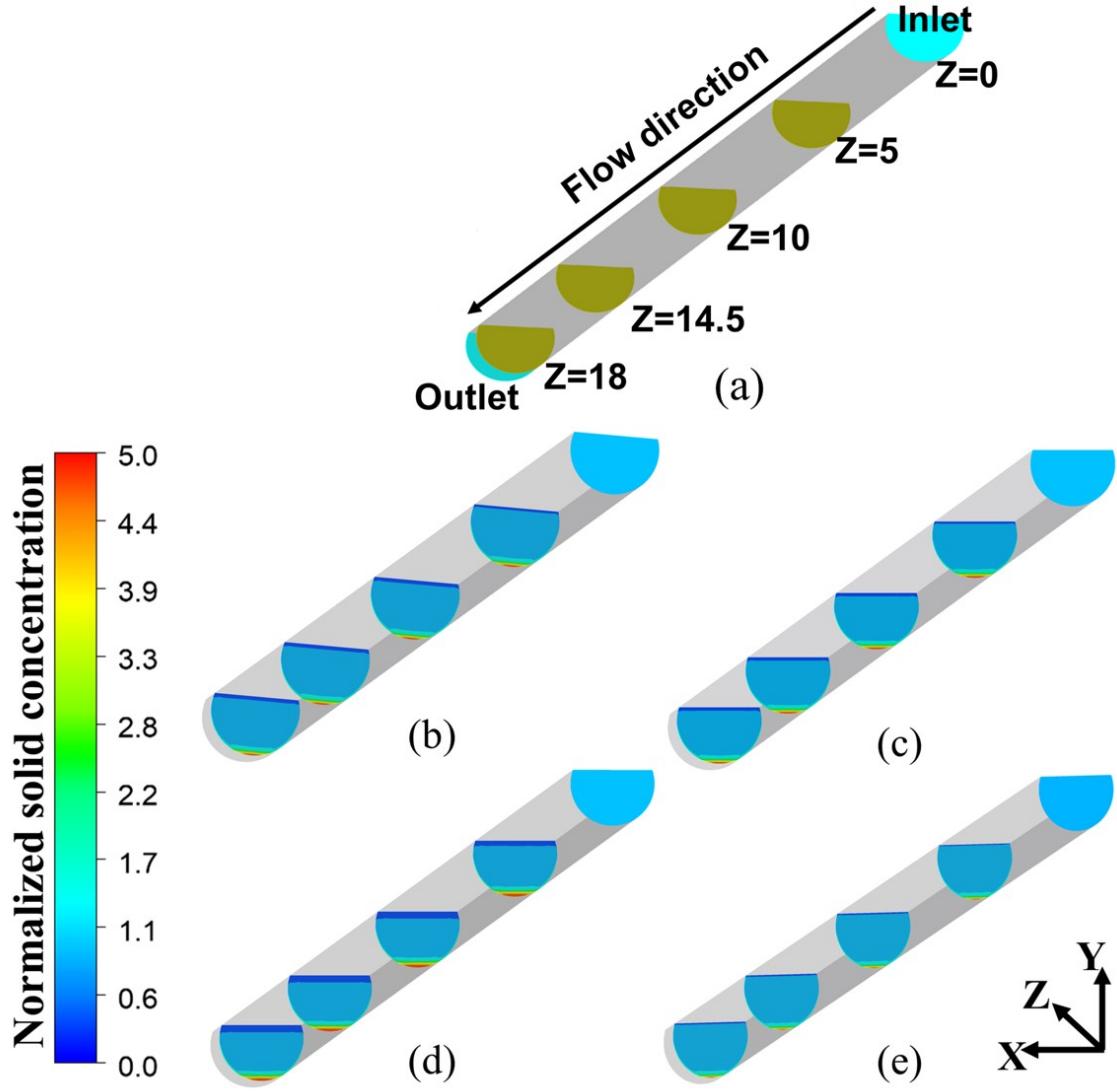 Inlet
Z=0
Flow direction
Z=5
Z=10
Z=14.5
Z=18
Outlet
(a)
Normalized solid concentration
5.0
4.4
3.9
3.3
2.8
2.2
1.7
1.1
0.6
0.0
(b)
(c)
(d)
(e)
Y
Z
X